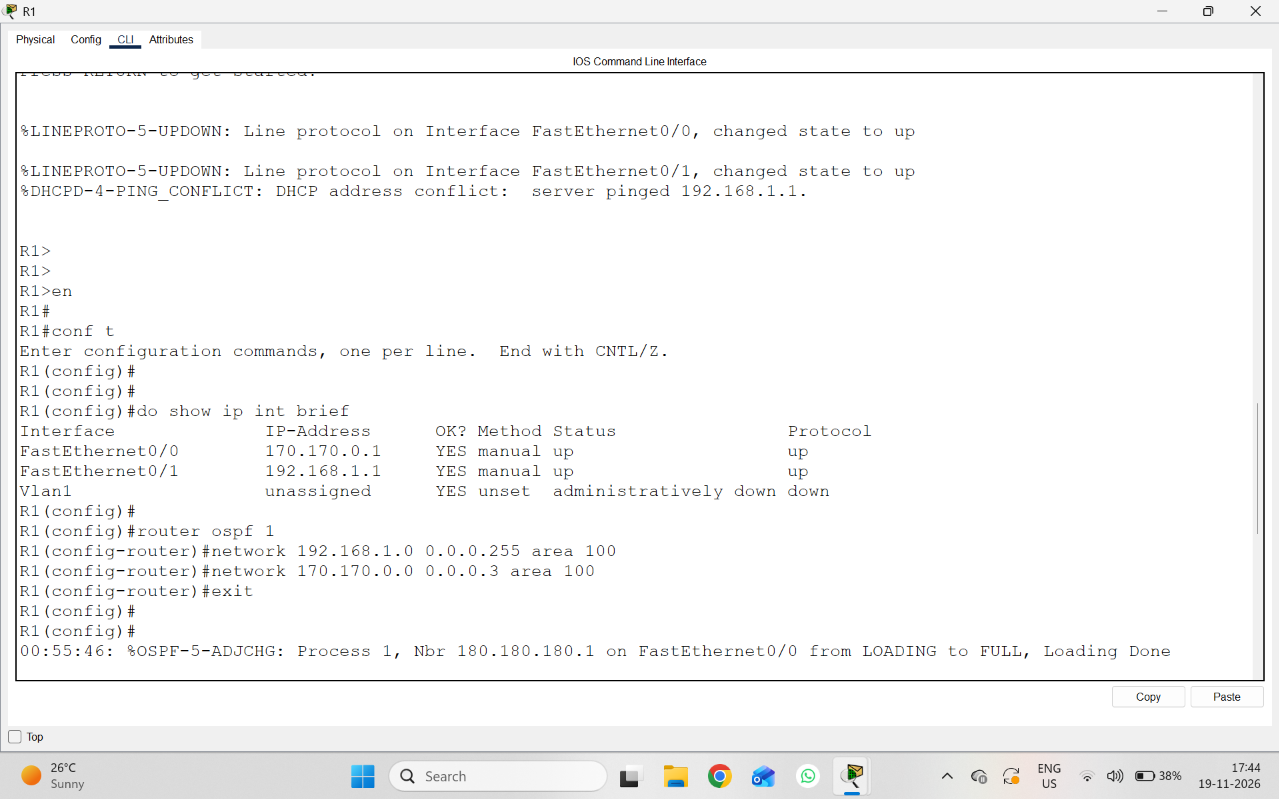 R1
Physical Config CLI Attributes
IOS Command Line Interface
Press RETURN to get started.
%LINEPROTO-5-UPDOWN: Line protocol on Interface FastEthernet0/0, changed state to up
%LINEPROTO-5-UPDOWN: Line protocol on Interface FastEthernet0/1, changed state to up
%DHCPD-4-PING_CONFLICT: DHCP address conflict:  server pinged 192.168.1.1.
R1>
R1>
R1>en
R1#
R1#conf t
Enter configuration commands, one per line.  End with CNTL/Z.
R1(config)#
R1(config)#
R1(config)#do show ip int brief
Interface IP-Address OK? Method Status Protocol
FastEthernet0/0 170.170.0.1 YES manual up up
FastEthernet0/1 192.168.1.1 YES manual up up
Vlan1 unassigned YES unset administratively down down
R1(config)#
R1(config)#router ospf 1
R1(config-router)#network 192.168.1.0 0.0.0.255 area 100
R1(config-router)#network 170.170.0.0 0.0.0.3 area 100
R1(config-router)#exit
R1(config)#
R1(config)#
00:55:46: %OSPF-5-ADJCHG: Process 1, Nbr 180.180.180.1 on FastEthernet0/0 from LOADING to FULL, Loading Done
Copy Paste
Top
26°C
Sunny
Search
ENG
US
38%
17:44
19-11-2026